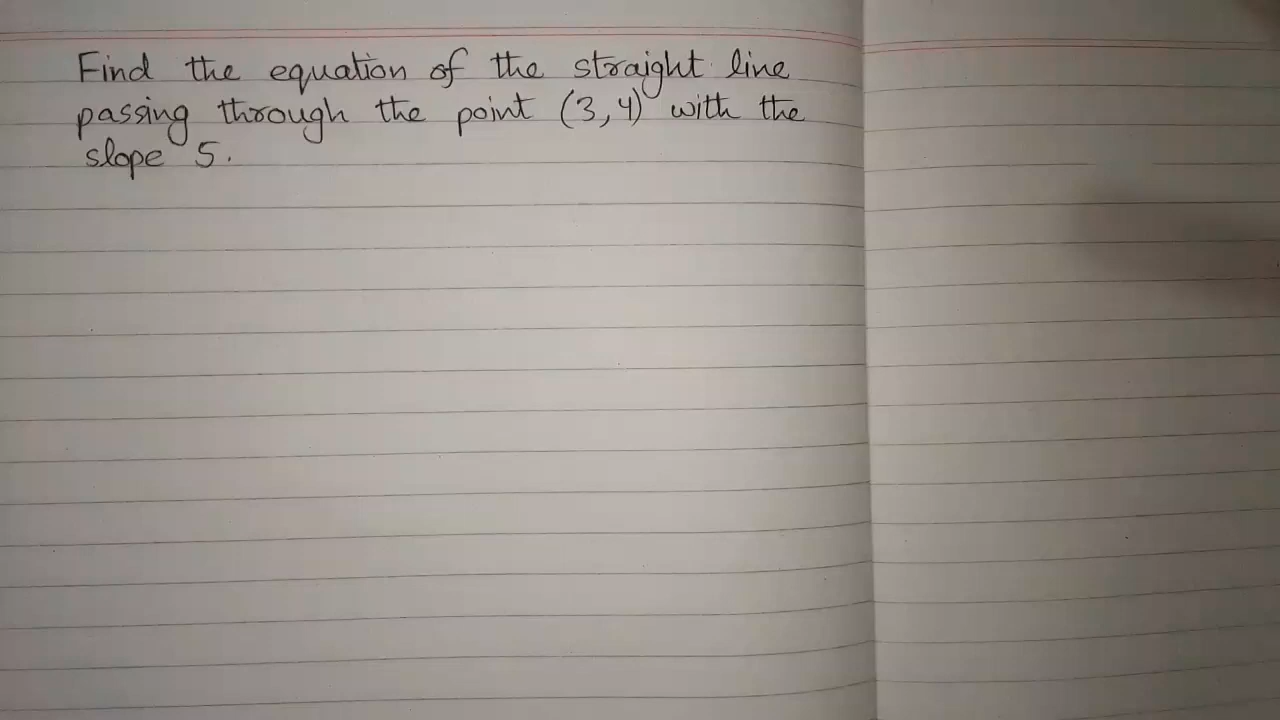 Find the equation of the straight line
passing through the point (3,4) with the
slope 5.